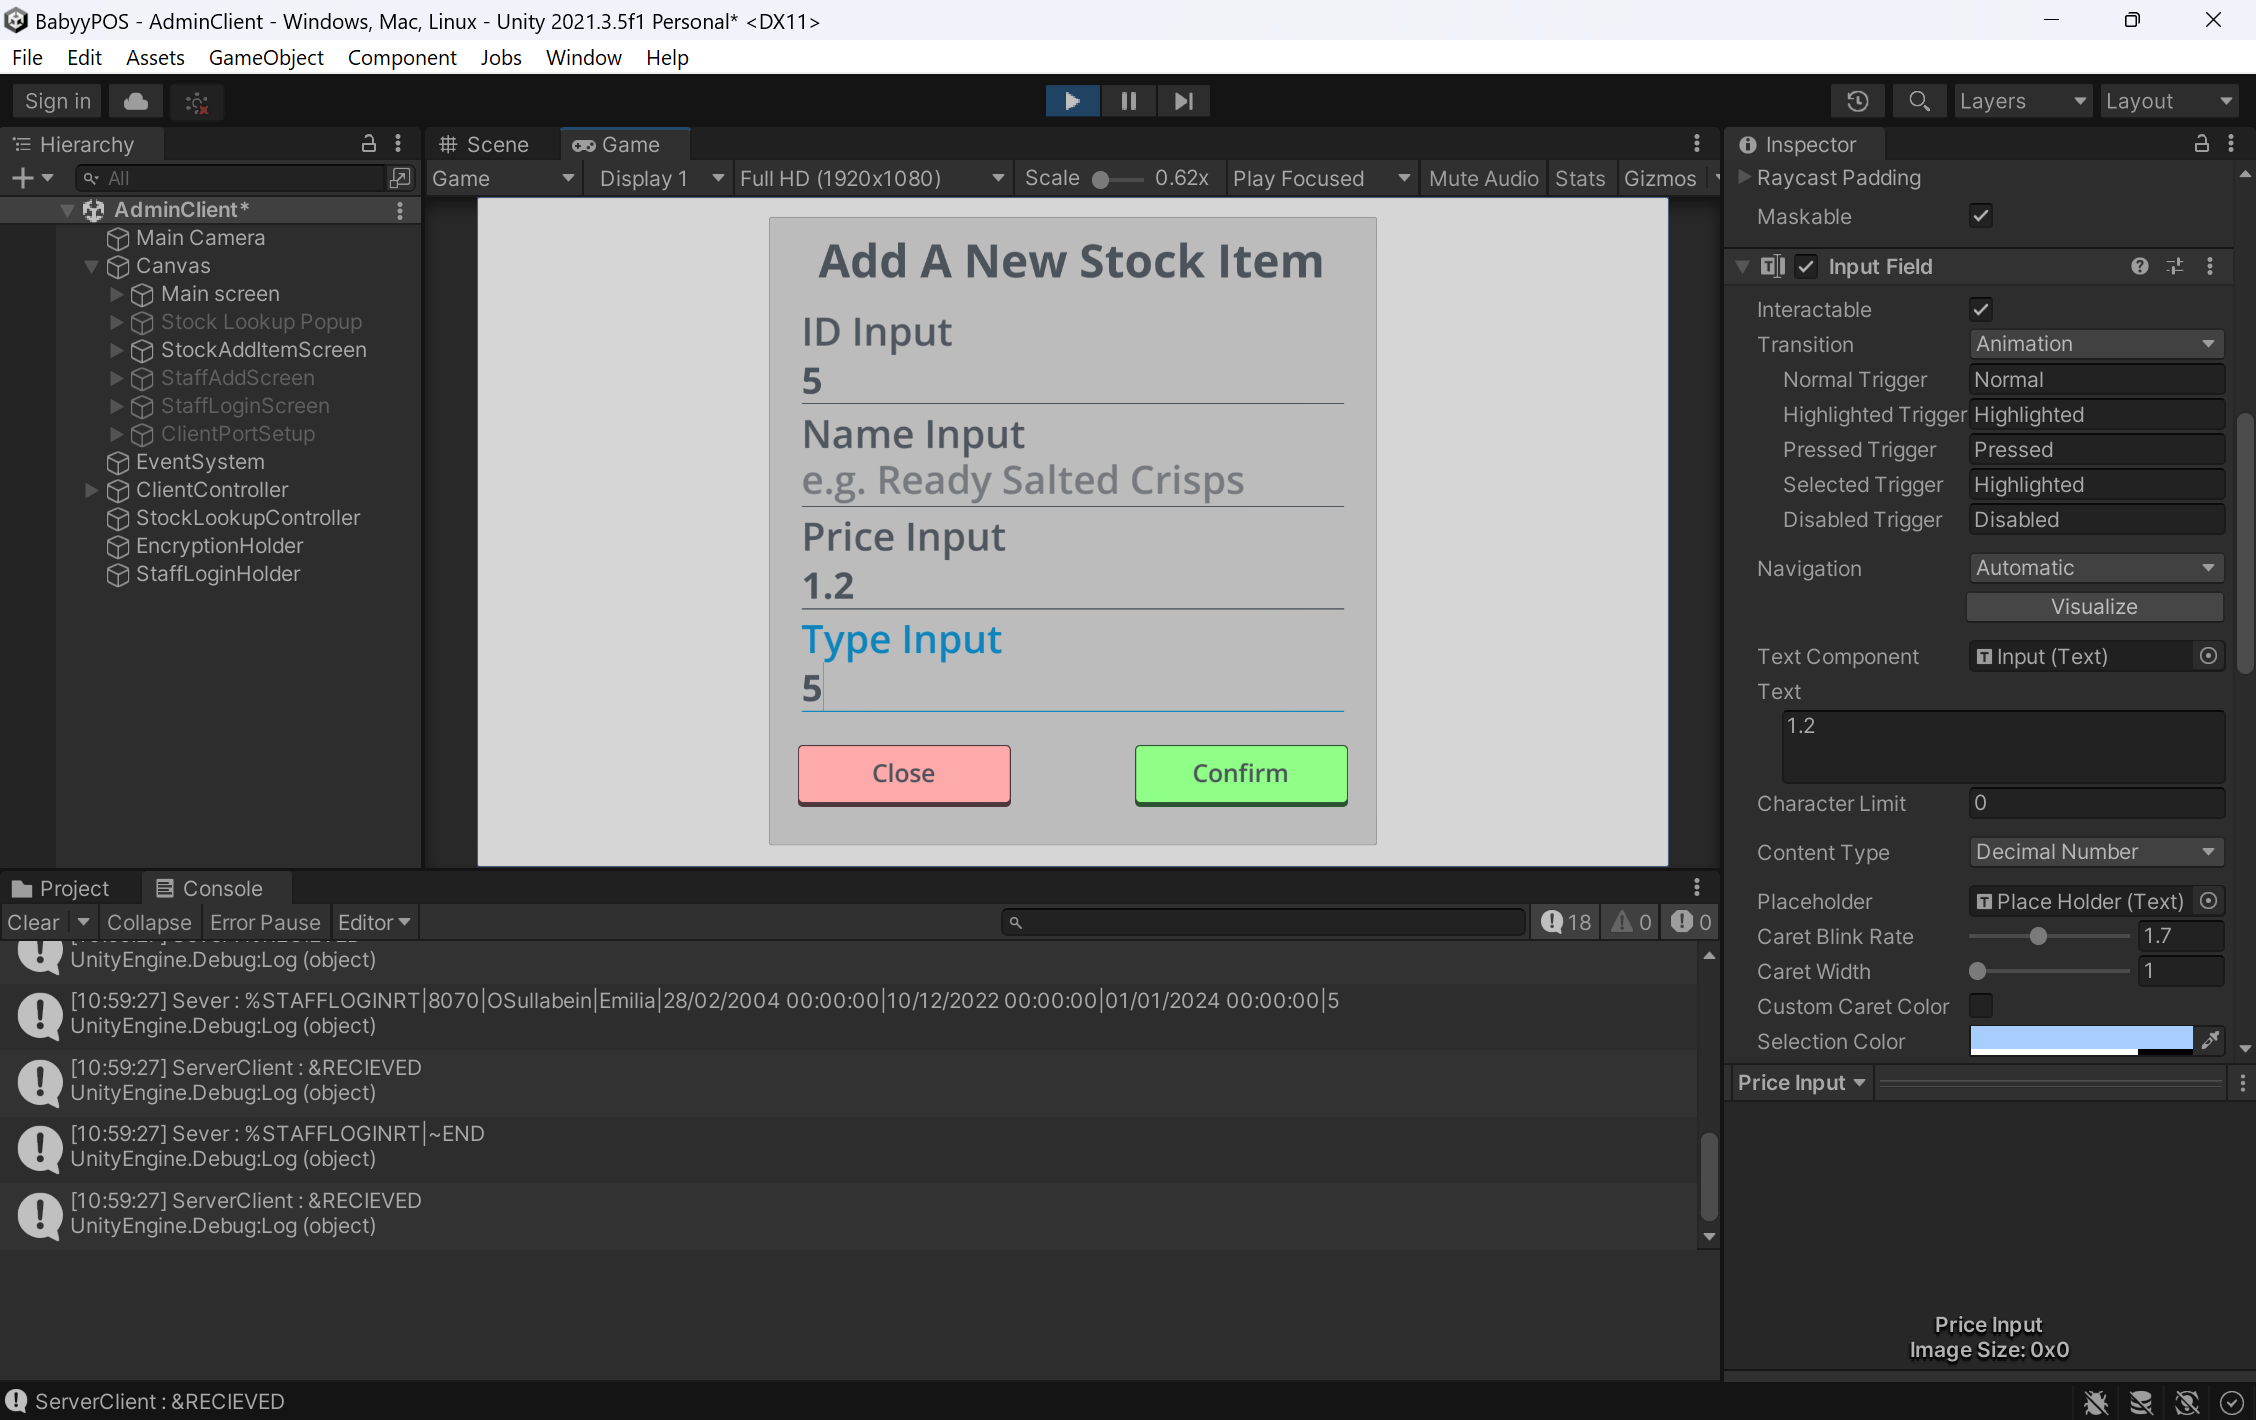 BabyyPOS - AdminClient - Windows, Mac, Linux - Unity 2021.3.5f1 Personal* <DX11>
File Edit Assets GameObject Component Jobs Window Help
Sign in
Layers
Layout
Hierarchy
All
AdminClient*
Main Camera
Canvas
Main screen
Stock Lookup Popup
StockAddItemScreen
StaffAddScreen
StaffLoginScreen
ClientPortSetup
EventSystem
ClientController
StockLookupController
EncryptionHolder
StaffLoginHolder
Scene Game
Game Display 1 Full HD (1920x1080) Scale 0.62x Play Focused Mute Audio Stats Gizmos
Add A New Stock Item
ID Input
5
Name Input
e.g. Ready Salted Crisps
Price Input
1.2
Type Input
5
Close Confirm
Project Console
Clear Collapse Error Pause Editor 18 0 0
UnityEngine.Debug:Log (object)
[10:59:27] Sever : %STAFFLOGINRT|8070|OSullabein|Emilia|28/02/2004 00:00:00|10/12/2022 00:00:00|01/01/2024 00:00:00|5
UnityEngine.Debug:Log (object)
[10:59:27] ServerClient : &RECIEVED
UnityEngine.Debug:Log (object)
[10:59:27] Sever : %STAFFLOGINRT|~END
UnityEngine.Debug:Log (object)
[10:59:27] ServerClient : &RECIEVED
UnityEngine.Debug:Log (object)
Inspector
Raycast Padding
Maskable
Input Field
Interactable
Transition Animation
Normal Trigger Normal
Highlighted Trigger Highlighted
Pressed Trigger Pressed
Selected Trigger Highlighted
Disabled Trigger Disabled
Navigation Automatic
Visualize
Text Component Input (Text)
Text
1.2
Character Limit 0
Content Type Decimal Number
Placeholder Place Holder (Text)
Caret Blink Rate 1.7
Caret Width 1
Custom Caret Color
Selection Color
Price Input
Price Input
Image Size: 0x0
ServerClient : &RECIEVED